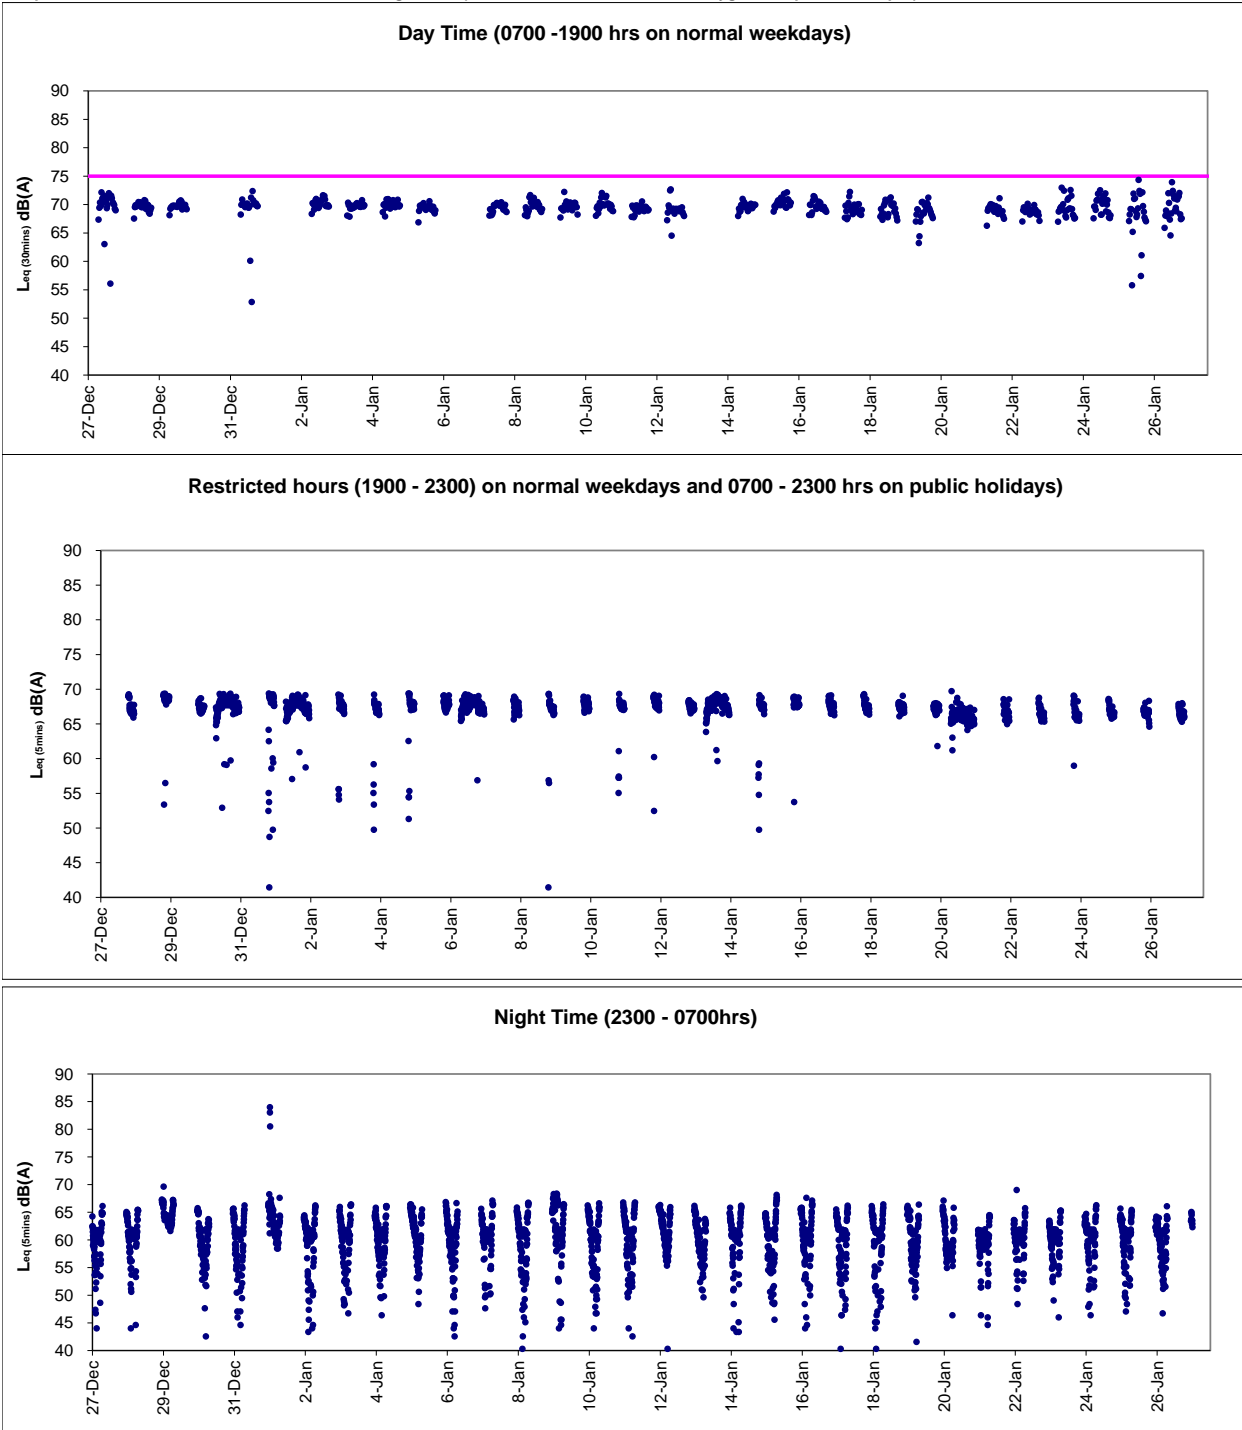 Day Time (0700 -1900 hrs on normal weekdays)
90
85
80
75
70
65
60
55
50
45
40
Leq (30mins) dB(A)
27-Dec
29-Dec
31-Dec
2-Jan
4-Jan
6-Jan
8-Jan
10-Jan
12-Jan
14-Jan
16-Jan
18-Jan
20-Jan
22-Jan
24-Jan
26-Jan
Restricted hours (1900 - 2300) on normal weekdays and 0700 - 2300 hrs on public holidays)
90
85
80
75
70
65
60
55
50
45
40
Leq (5mins) dB(A)
27-Dec
29-Dec
31-Dec
2-Jan
4-Jan
6-Jan
8-Jan
10-Jan
12-Jan
14-Jan
16-Jan
18-Jan
20-Jan
22-Jan
24-Jan
26-Jan
Night Time (2300 - 0700hrs)
90
85
80
75
70
65
60
55
50
45
40
Leq (5mins) dB(A)
27-Dec
29-Dec
31-Dec
2-Jan
4-Jan
6-Jan
8-Jan
10-Jan
12-Jan
14-Jan
16-Jan
18-Jan
20-Jan
22-Jan
24-Jan
26-Jan